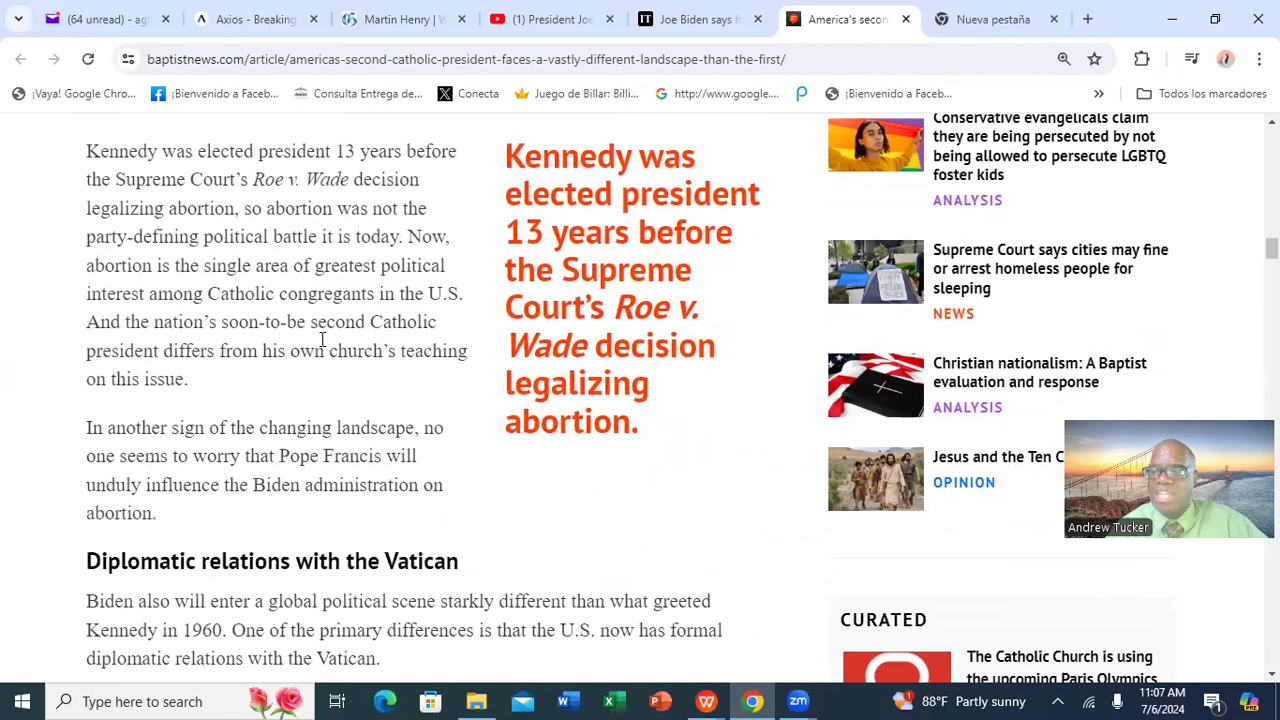 (64 unread) - agl
Axios - Breaking
Martin Henry (W
(1) President Joe
Joe Biden says h
America's secon
Nueva pestaña
baptistnews.com/article/americas-second-catholic-president-faces-a-vastly-different-landscape-than-the-first/
¡Vaya! Google Chro...
¡Bienvenido a Faceb...
Consulta Entrega de...
Conecta
Juego de Billar: Billi...
http://www.google....
¡Bienvenido a Faceb...
Todos los marcadores
Kennedy was elected president 13 years before
the Supreme Court's Roe v. Wade decision
legalizing abortion, so abortion was not the
party-defining political battle it is today. Now,
abortion is the single area of greatest political
interest among Catholic congregants in the U.S.
And the nation's soon-to-be second Catholic
president differs from his own church's teaching
on this issue.
In another sign of the changing landscape, no
one seems to worry that Pope Francis will
unduly influence the Biden administration on
abortion.
Kennedy was
elected president
13 years before
the Supreme
Court's Roe v.
Wade decision
legalizing
abortion.
Diplomatic relations with the Vatican
Biden also will enter a global political scene starkly different than what greeted
Kennedy in 1960. One of the primary differences is that the U.S. now has formal
diplomatic relations with the Vatican.
Conservative evangelicals claim
they are being persecuted by not
being allowed to persecute LGBTQ
foster kids
ANALYSIS
Supreme Court says cities may fine
or arrest homeless people for
sleeping
NEWS
Christian nationalism: A Baptist
evaluation and response
ANALYSIS
Jesus and the Ten C
OPINION
Andrew Tucker
CURATED
The Catholic Church is using
the upcoming Paris Olympics
Type here to search
88°F Partly sunny
11:07 AM
7/6/2024